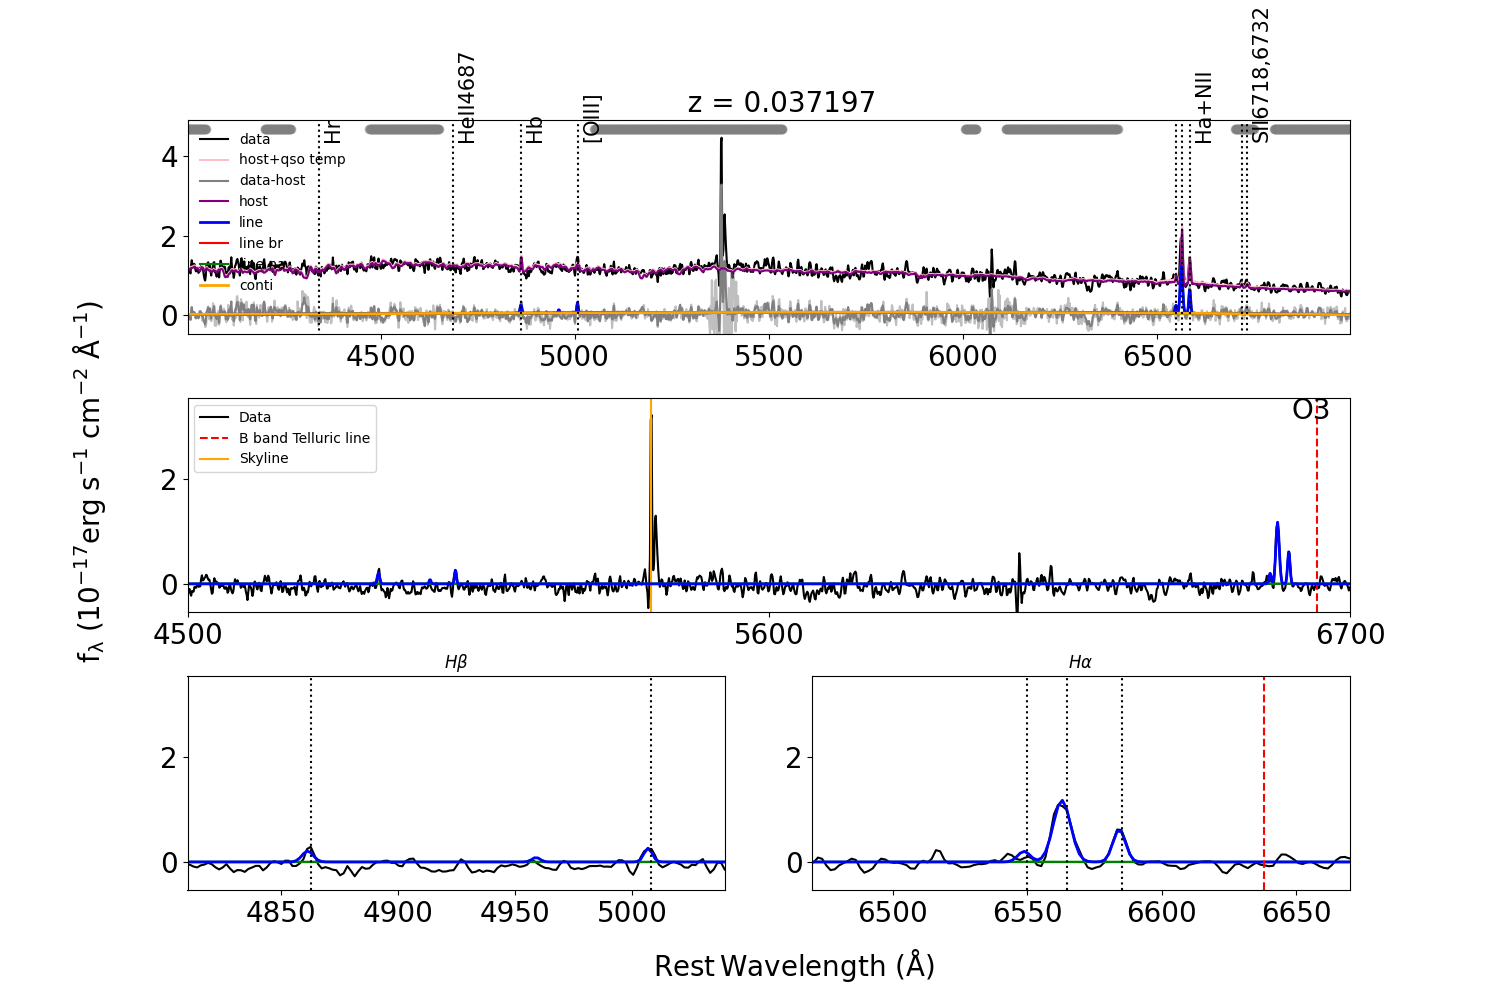 z = 0.037197
Hr
HeII4687
Hb
[OIII]
Ha+NII
SII6718,6732
data
host+qso temp
data-host
host
line
line br
conti
4
2
0
4500
5000
5500
6000
6500
Data
B band Telluric line
Skyline
O3
2
0
4500
5600
6700
fλ (10⁻¹⁷erg s⁻¹ cm⁻² Å⁻¹)
Hβ
2
0
4850
4900
4950
5000
Hα
2
0
6500
6550
6600
6650
Rest Wavelength (Å)